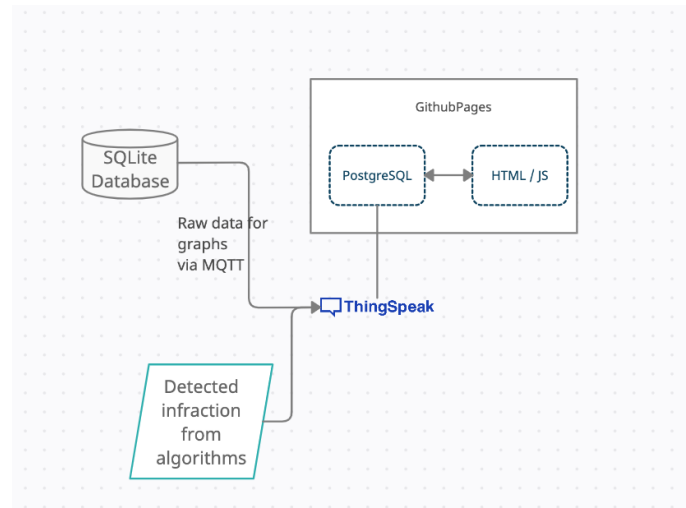 GithubPages
SQLite
Database
PostgreSQL
HTML / JS
Raw data for
graphs
via MQTT
ThingSpeak
Detected
infraction
from
algorithms